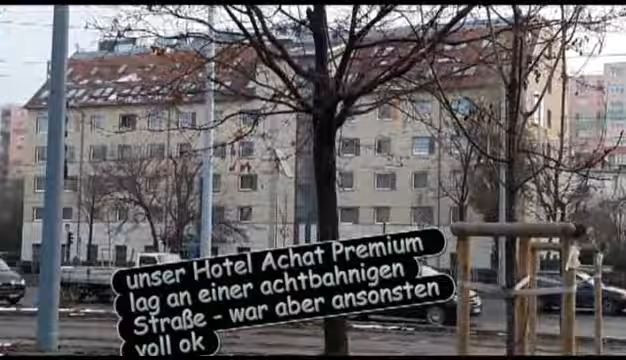 unser Hotel Achat Premium
lag an einer achtbahnigen
Straße - war aber ansonsten
voll ok